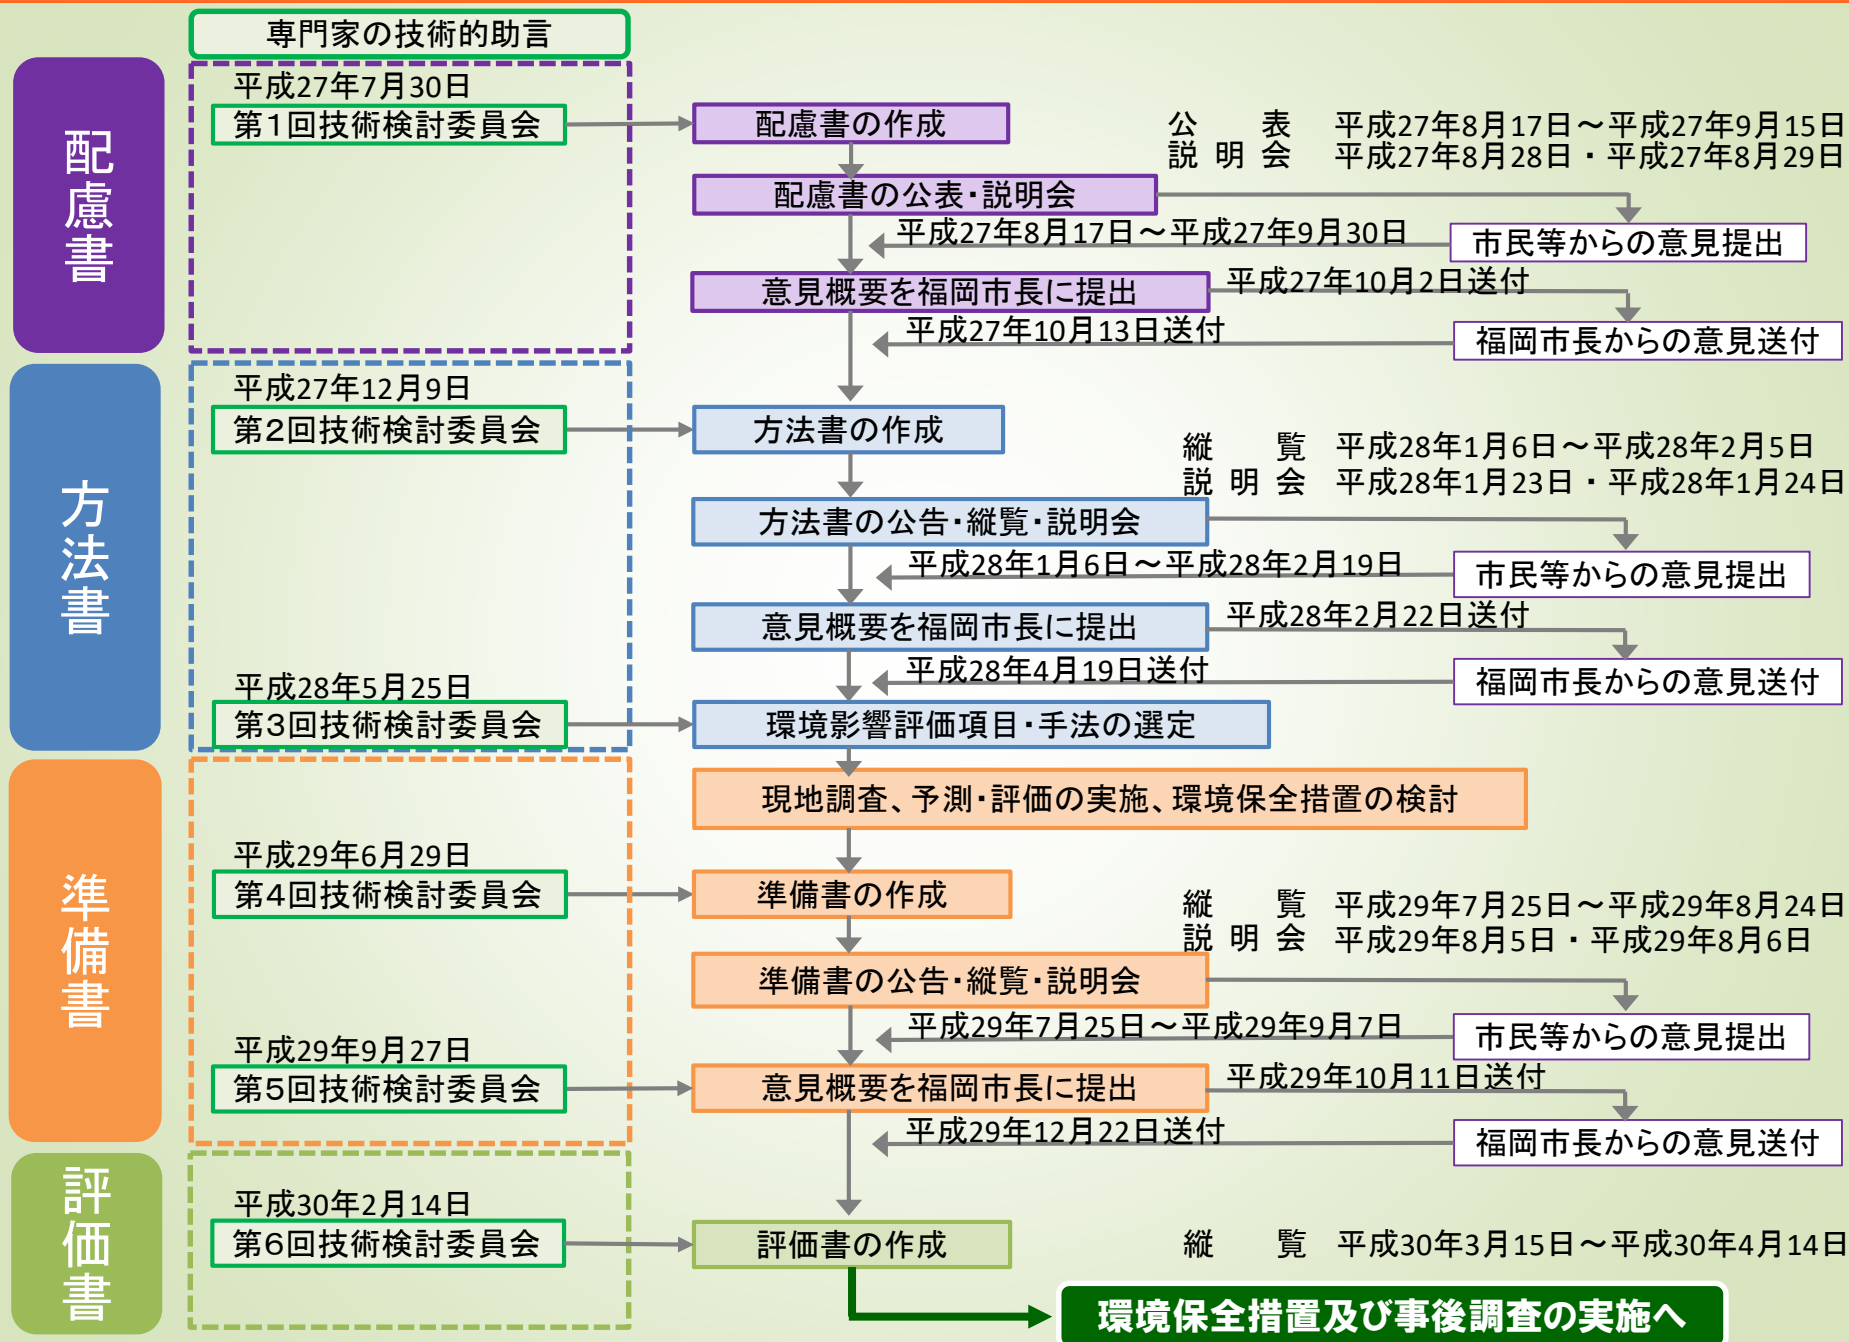 専門家の技術的助言
配慮書
平成27年7月30日
第1回技術検討委員会
配慮書の作成
公　表　平成27年8月17日～平成27年9月15日
説明会　平成27年8月28日・平成27年8月29日
配慮書の公表・説明会
平成27年8月17日～平成27年9月30日
市民等からの意見提出
意見概要を福岡市長に提出
平成27年10月2日送付
平成27年10月13日送付
福岡市長からの意見送付
方法書
平成27年12月9日
第2回技術検討委員会
方法書の作成
縦　覧　平成28年1月6日～平成28年2月5日
説明会　平成28年1月23日・平成28年1月24日
方法書の公告・縦覧・説明会
平成28年1月6日～平成28年2月19日
市民等からの意見提出
意見概要を福岡市長に提出
平成28年2月22日送付
平成28年4月19日送付
福岡市長からの意見送付
平成28年5月25日
第3回技術検討委員会
環境影響評価項目・手法の選定
準備書
現地調査、予測・評価の実施、環境保全措置の検討
平成29年6月29日
第4回技術検討委員会
準備書の作成
縦　覧　平成29年7月25日～平成29年8月24日
説明会　平成29年8月5日・平成29年8月6日
準備書の公告・縦覧・説明会
平成29年7月25日～平成29年9月7日
市民等からの意見提出
平成29年9月27日
第5回技術検討委員会
意見概要を福岡市長に提出
平成29年10月11日送付
平成29年12月22日送付
福岡市長からの意見送付
評価書
平成30年2月14日
第6回技術検討委員会
評価書の作成
縦　覧　平成30年3月15日～平成30年4月14日
環境保全措置及び事後調査の実施へ